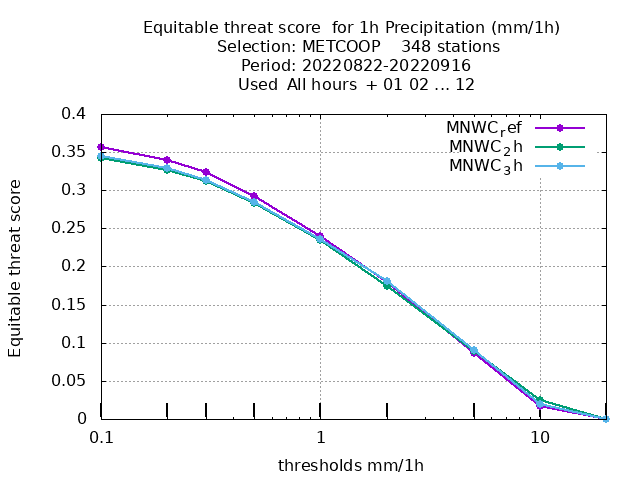 Equitable threat score  for 1h Precipitation (mm/1h)
Selection: METCOOP    348 stations
Period: 20220822-20220916
Used  All hours  + 01 02 ... 12
0.4
0.35
0.3
0.25
0.2
0.15
0.1
0.05
0
Equitable threat score
MNWC_ref
MNWC_2h
MNWC_3h
0.1
1
10
thresholds mm/1h